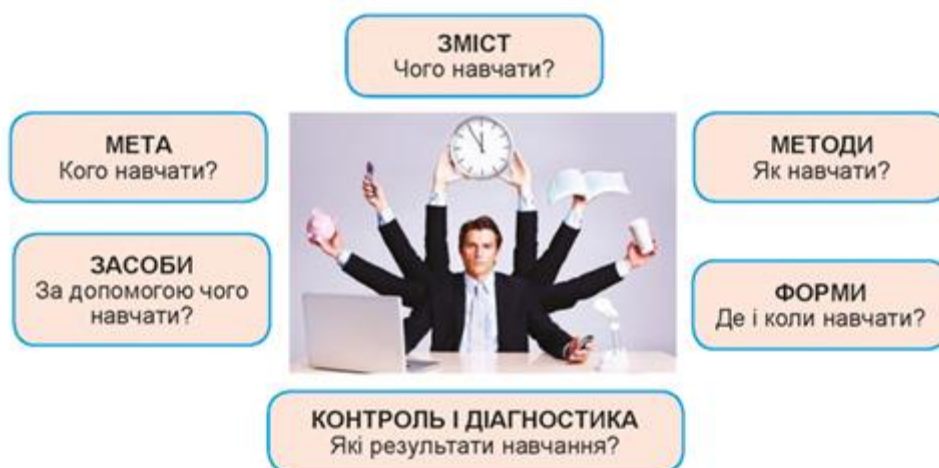 ЗМІСТ
Чого навчати?
МЕТА
Кого навчати?
МЕТОДИ
Як навчати?
ЗАСОБИ
За допомогою чого
навчати?
ФОРМИ
Де і коли навчати?
КОНТРОЛЬ І ДІАГНОСТИКА
Які результати навчання?